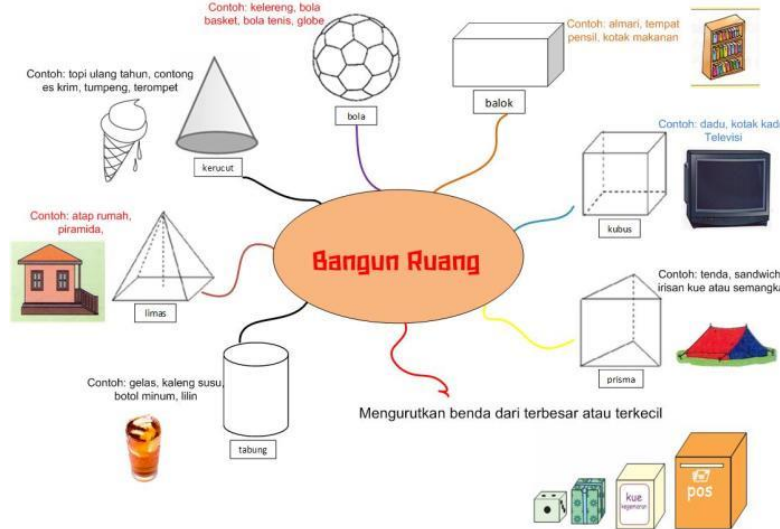 Contoh: kelereng, bola
basket, bola tenis, globe
bola
Contoh: almari, tempat
pensil, kotak makanan
balok
Contoh: topi ulang tahun, contong
es krim, tumpeng, terompet
kerucut
Contoh: dadu, kotak kado
Televisi
kubus
Contoh: atap rumah,
piramida,
limas
Bangun Ruang
Contoh: tenda, sandwich
irisan kue atau semangka
prisma
Contoh: gelas, kaleng susu,
botol minum, lilin
tabung
Mengurutkan benda dari terbesar atau terkecil
kue
kegemaran
pos